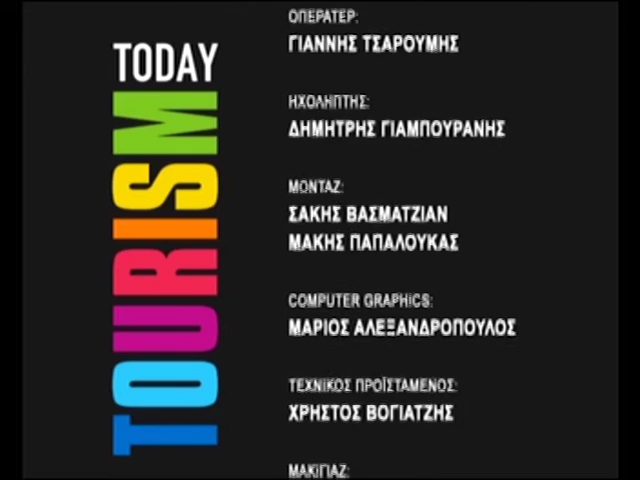 TODAY
TOURISM
ΟΠΕΡΑΤΕΡ:
ΓΙΑΝΝΗΣ ΤΣΑΡΟΥΜΗΣ
ΗΧΟΛΗΠΤΗΣ:
ΔΗΜΗΤΡΗΣ ΓΙΑΜΠΟΥΡΑΝΗΣ
ΜΟΝΤΑΖ:
ΣΑΚΗΣ ΒΑΣΜΑΤΖΙΑΝ
ΜΑΚΗΣ ΠΑΠΑΛΟΥΚΑΣ
COMPUTER GRAPHICS:
ΜΑΡΙΟΣ ΑΛΕΞΑΝΔΡΟΠΟΥΛΟΣ
ΤΕΧΝΙΚΟΣ ΠΡΟΪΣΤΑΜΕΝΟΣ:
ΧΡΗΣΤΟΣ ΒΟΓΙΑΤΖΗΣ
ΜΑΚΙΓΙΑΖ: